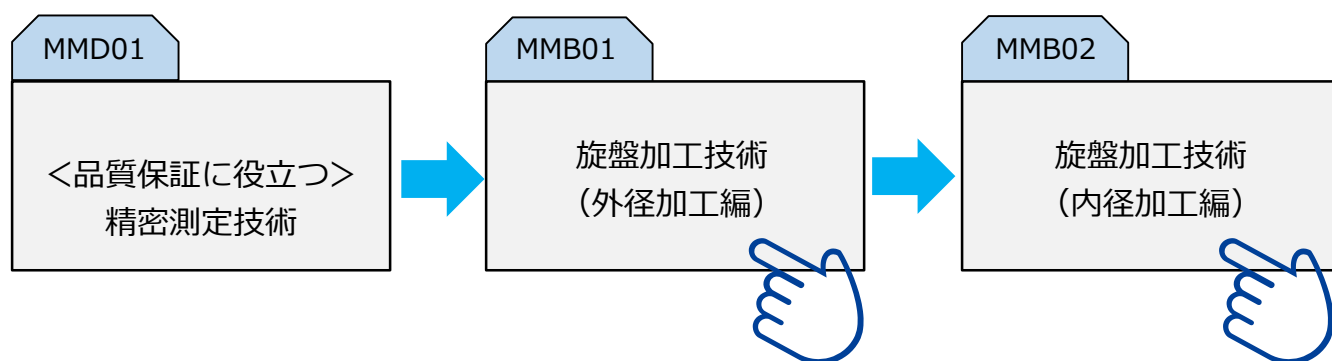 MMD01
＜品質保証に役立つ＞
精密測定技術
MMB01
旋盤加工技術
（外径加工編）
MMB02
旋盤加工技術
（内径加工編）